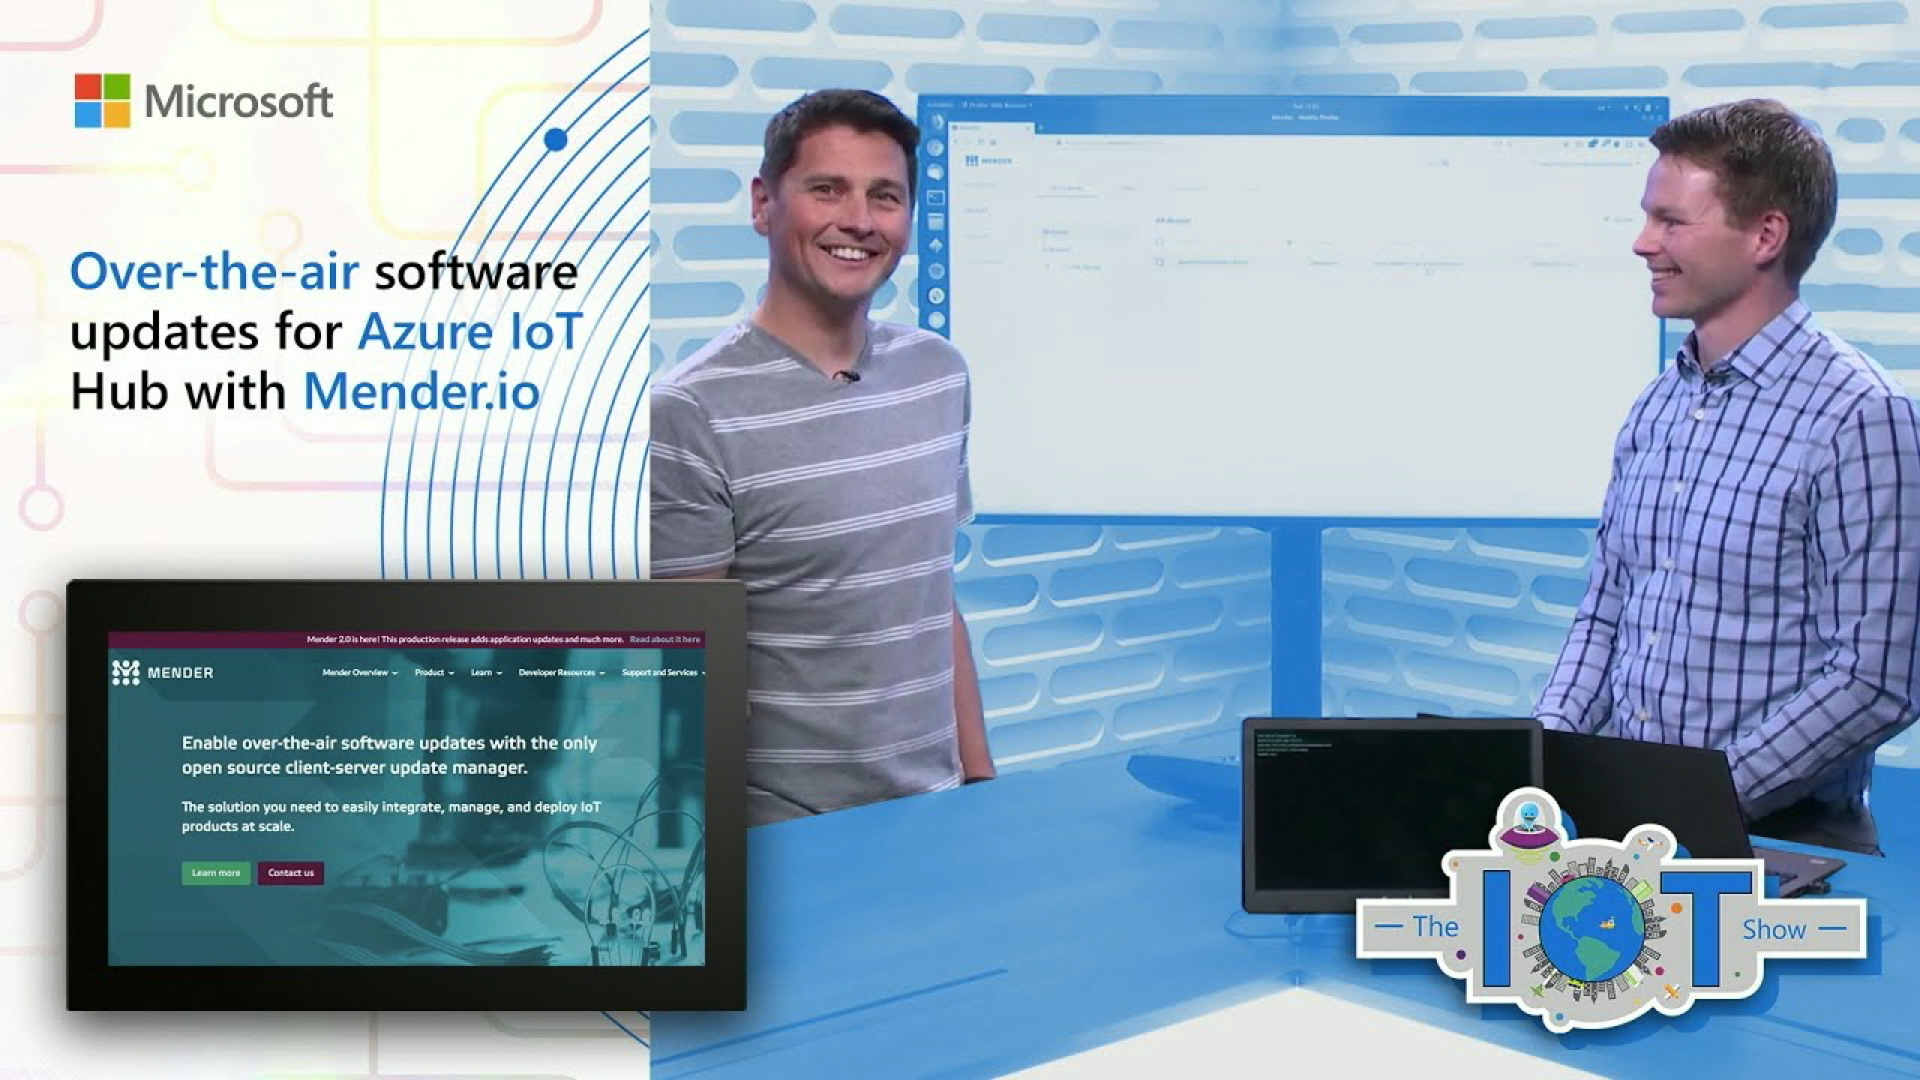 Microsoft
Over-the-air software
updates for Azure IoT
Hub with Mender.io
Mender 2.0 is here! This production release adds application updates and much more. Read about it here
MENDER
Mender Overview
Product
Learn
Developer Resources
Support and Services
Enable over-the-air software updates with the only
open source client-server update manager.
The solution you need to easily integrate, manage, and deploy IoT
products at scale.
Learn more
Contact us
MENDER
The IoT Show